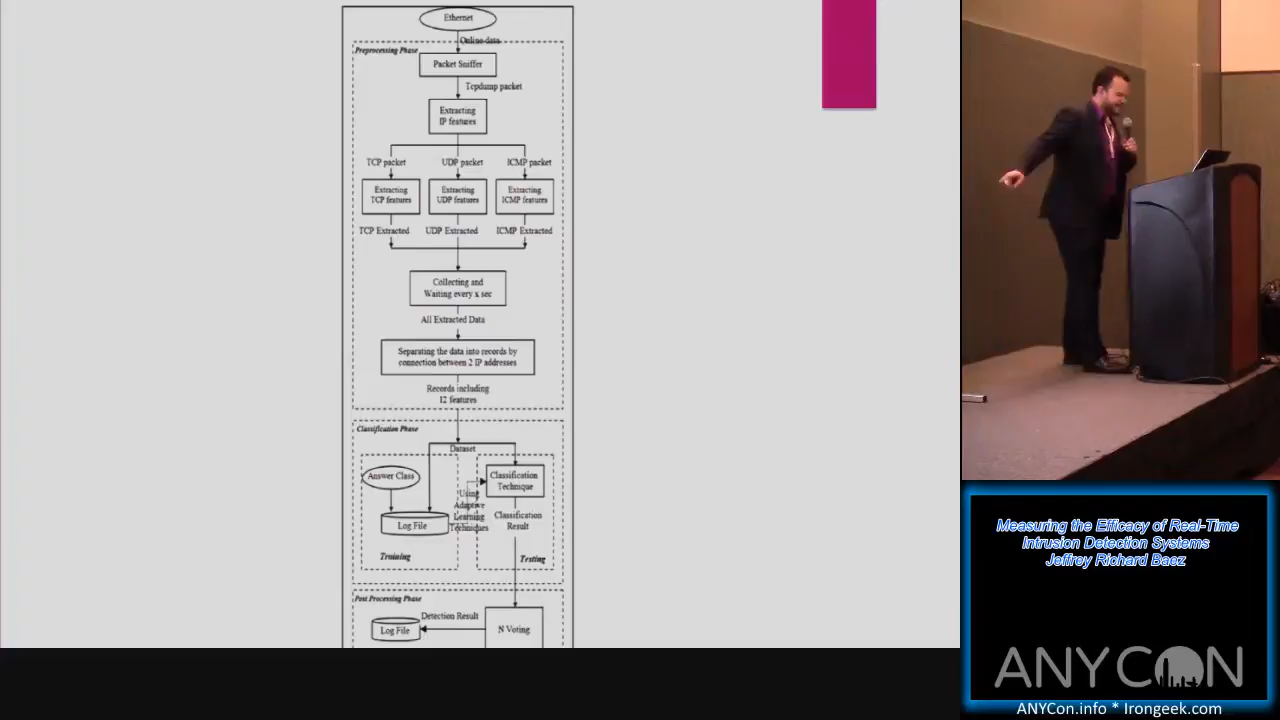 Ethernet
Online data
Preprocessing Phase
Packet Sniffer
Tcpdump packet
Extracting
IP features
TCP packet
UDP packet
ICMP packet
Extracting
TCP features
Extracting
UDP features
Extracting
ICMP features
TCP Extracted
UDP Extracted
ICMP Extracted
Collecting and
Waiting every x sec
All Extracted Data
Separating the data into records by
connection between 2 IP addresses
Records including
12 features
Classification Phase
Dataset
Answer Class
Classification
Technique
Using
Adaptive
Learning
Techniques
Log File
Classification
Result
Training
Testing
Post Processing Phase
Detection Result
Log File
N Voting
Measuring the Efficacy of Real-Time
Intrusion Detection Systems
Jeffrey Richard Baez
ANYCON
ANYCon.info * Irongeek.com